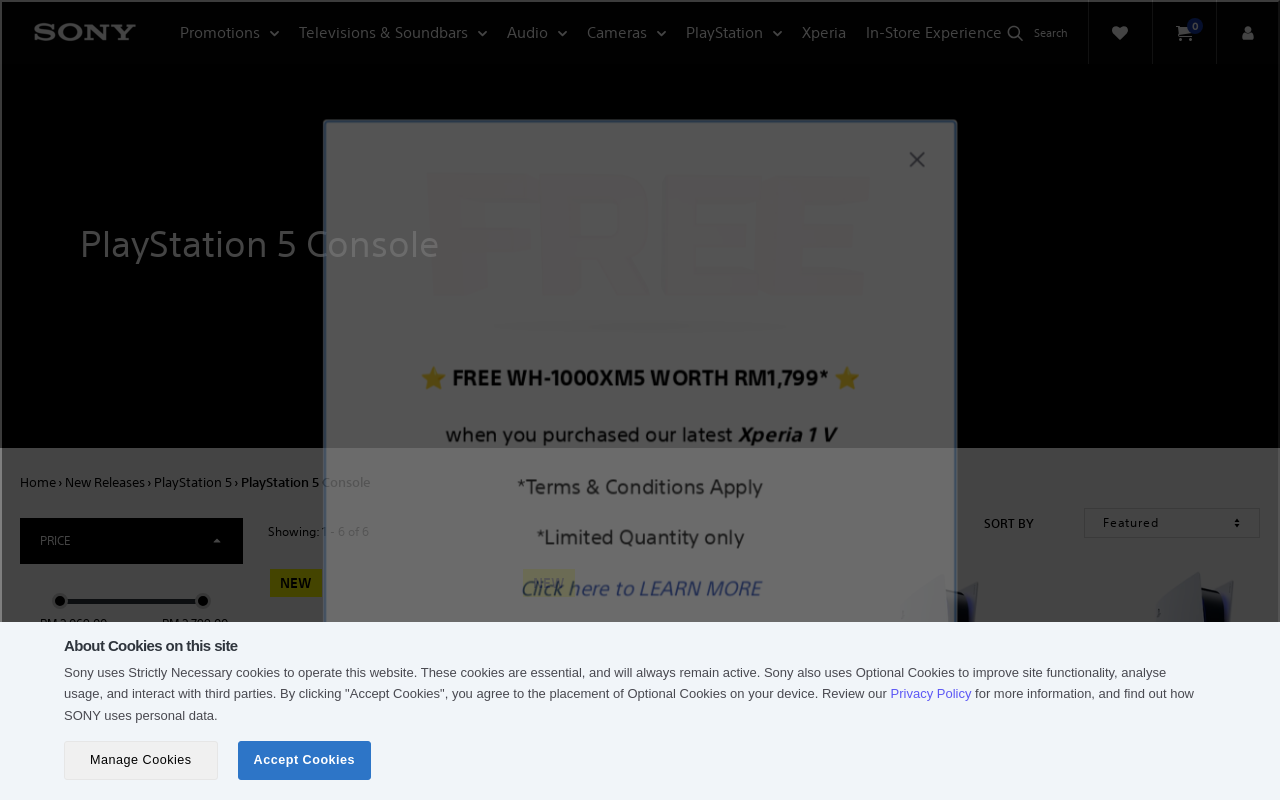 SONY
Promotions Televisions & Soundbars Audio Cameras PlayStation Xperia In-Store Experience Search 0
FREE
PlayStation 5 Console
⭐ FREE WH-1000XM5 WORTH RM1,799* ⭐
when you purchased our latest Xperia 1 V
*Terms & Conditions Apply
*Limited Quantity only
Click here to LEARN MORE
Home › New Releases › PlayStation 5 › PlayStation 5 Console
Showing: 1 - 6 of 6
SORT BY Featured
PRICE
NEW NEW
About Cookies on this site
Sony uses Strictly Necessary cookies to operate this website. These cookies are essential, and will always remain active. Sony also uses Optional Cookies to improve site functionality, analyse
usage, and interact with third parties. By clicking "Accept Cookies", you agree to the placement of Optional Cookies on your device. Review our Privacy Policy for more information, and find out how
SONY uses personal data.
Manage Cookies Accept Cookies